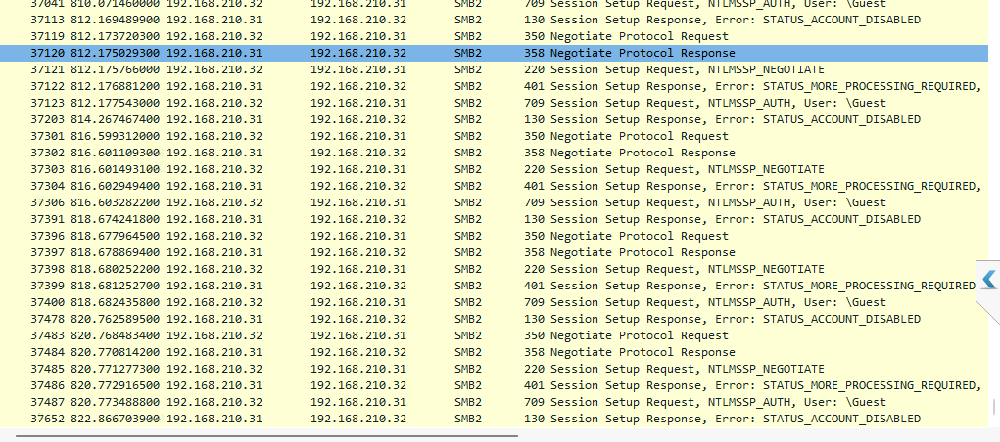 37041 810.071460000 192.168.210.32 192.168.210.31 SMB2 709 Session Setup Request, NTLMSSP_AUTH, User: \Guest
37113 812.169489900 192.168.210.31 192.168.210.32 SMB2 130 Session Setup Response, Error: STATUS_ACCOUNT_DISABLED
37119 812.173720300 192.168.210.32 192.168.210.31 SMB2 350 Negotiate Protocol Request
37120 812.175029300 192.168.210.31 192.168.210.32 SMB2 358 Negotiate Protocol Response
37121 812.175766000 192.168.210.32 192.168.210.31 SMB2 220 Session Setup Request, NTLMSSP_NEGOTIATE
37122 812.176881200 192.168.210.31 192.168.210.32 SMB2 401 Session Setup Response, Error: STATUS_MORE_PROCESSING_REQUIRED,
37123 812.177543000 192.168.210.32 192.168.210.31 SMB2 709 Session Setup Request, NTLMSSP_AUTH, User: \Guest
37203 814.267467400 192.168.210.31 192.168.210.32 SMB2 130 Session Setup Response, Error: STATUS_ACCOUNT_DISABLED
37301 816.599312000 192.168.210.32 192.168.210.31 SMB2 350 Negotiate Protocol Request
37302 816.601109300 192.168.210.31 192.168.210.32 SMB2 358 Negotiate Protocol Response
37303 816.601493100 192.168.210.32 192.168.210.31 SMB2 220 Session Setup Request, NTLMSSP_NEGOTIATE
37304 816.602949400 192.168.210.31 192.168.210.32 SMB2 401 Session Setup Response, Error: STATUS_MORE_PROCESSING_REQUIRED,
37306 816.603282200 192.168.210.32 192.168.210.31 SMB2 709 Session Setup Request, NTLMSSP_AUTH, User: \Guest
37391 818.674241800 192.168.210.31 192.168.210.32 SMB2 130 Session Setup Response, Error: STATUS_ACCOUNT_DISABLED
37396 818.677964500 192.168.210.32 192.168.210.31 SMB2 350 Negotiate Protocol Request
37397 818.678869400 192.168.210.31 192.168.210.32 SMB2 358 Negotiate Protocol Response
37398 818.680252200 192.168.210.32 192.168.210.31 SMB2 220 Session Setup Request, NTLMSSP_NEGOTIATE
37399 818.681252700 192.168.210.31 192.168.210.32 SMB2 401 Session Setup Response, Error: STATUS_MORE_PROCESSING_REQUIRED
37400 818.682435800 192.168.210.32 192.168.210.31 SMB2 709 Session Setup Request, NTLMSSP_AUTH, User: \Guest
37478 820.762589500 192.168.210.31 192.168.210.32 SMB2 130 Session Setup Response, Error: STATUS_ACCOUNT_DISABLED
37483 820.768483400 192.168.210.32 192.168.210.31 SMB2 350 Negotiate Protocol Request
37484 820.770814200 192.168.210.31 192.168.210.32 SMB2 358 Negotiate Protocol Response
37485 820.771277300 192.168.210.32 192.168.210.31 SMB2 220 Session Setup Request, NTLMSSP_NEGOTIATE
37486 820.772916500 192.168.210.31 192.168.210.32 SMB2 401 Session Setup Response, Error: STATUS_MORE_PROCESSING_REQUIRED,
37487 820.773488800 192.168.210.32 192.168.210.31 SMB2 709 Session Setup Request, NTLMSSP_AUTH, User: \Guest
37652 822.866703900 192.168.210.31 192.168.210.32 SMB2 130 Session Setup Response, Error: STATUS_ACCOUNT_DISABLED